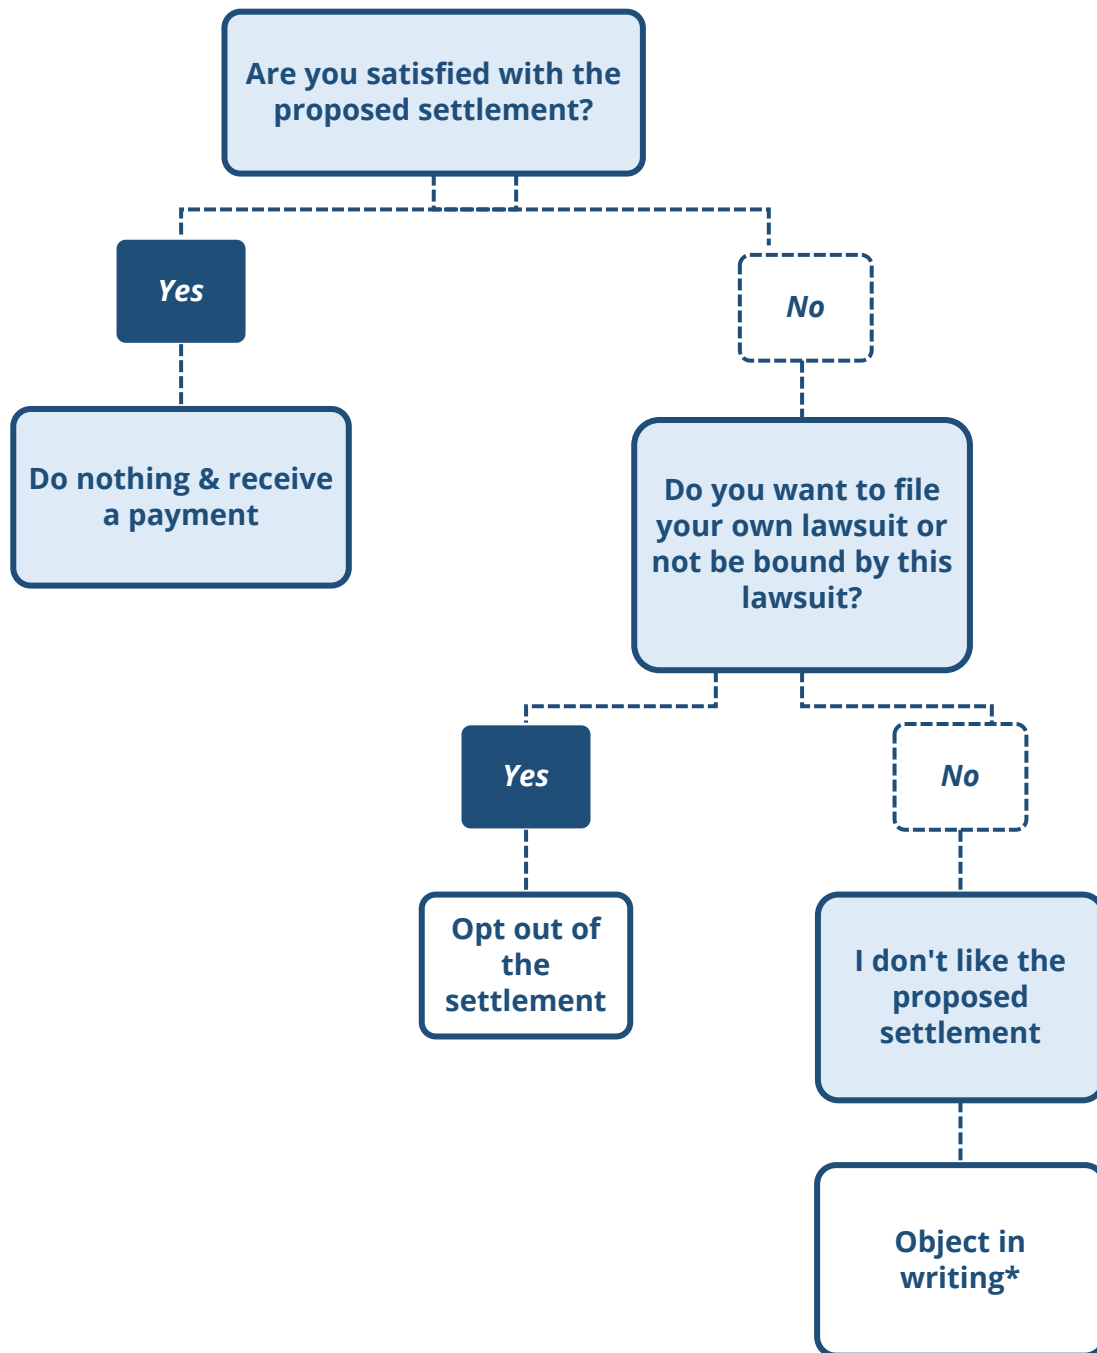 Are you satisfied with the
proposed settlement?
Yes
No
Do nothing & receive
a payment
Do you want to file
your own lawsuit or
not be bound by this
lawsuit?
Yes
No
Opt out of
the
settlement
I don't like the
proposed
settlement
Object in
writing*